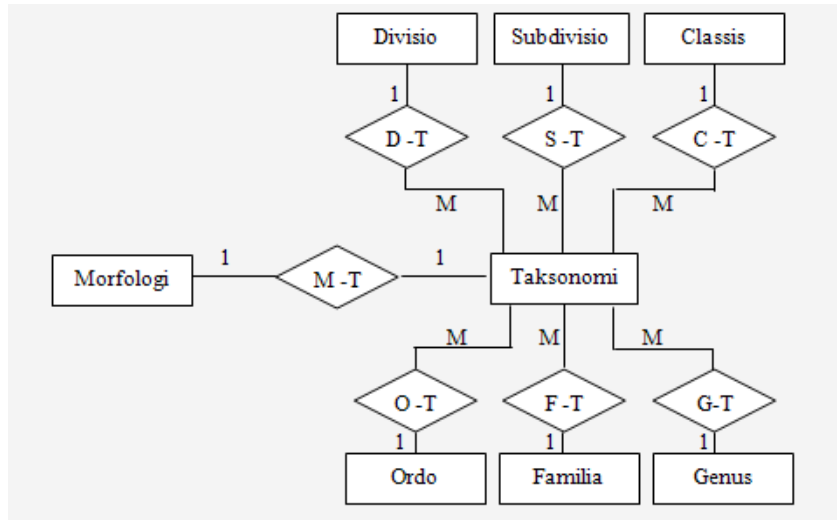 Divisio Subdivisio Classis
1 1 1
D -T S -T C -T
M M M
Morfologi 1 M -T 1 Taksonomi
M M M
O -T F -T G-T
1 1 1
Ordo Familia Genus